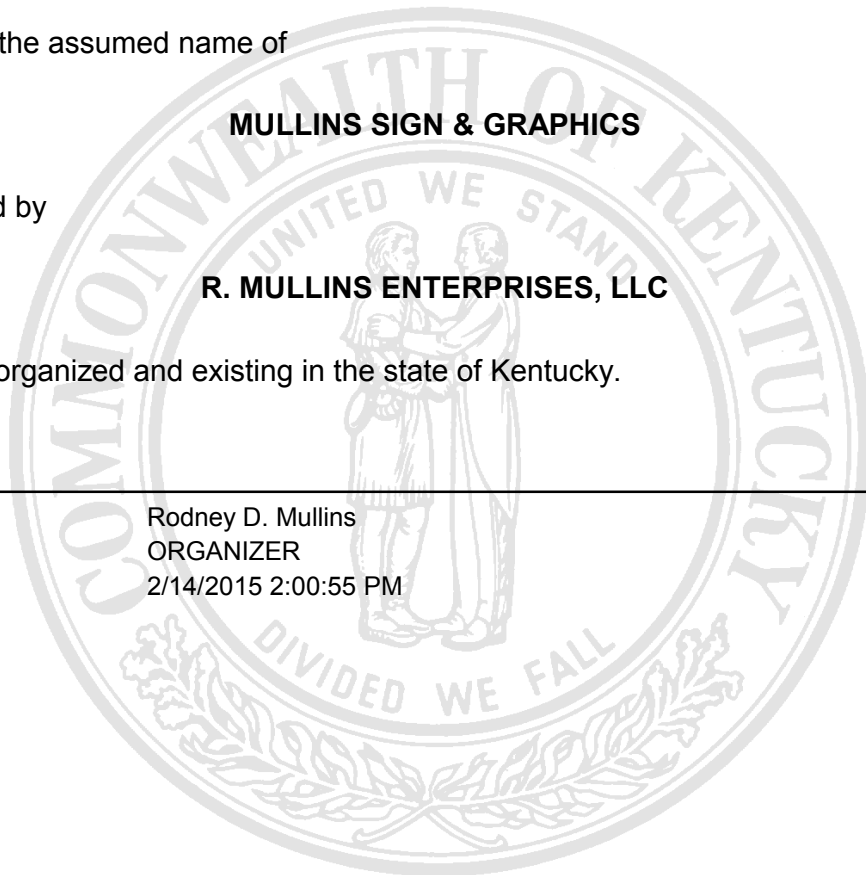 the assumed name of
MULLINS SIGN & GRAPHICS
d by
R. MULLINS ENTERPRISES, LLC
organized and existing in the state of Kentucky.
Rodney D. Mullins
ORGANIZER
2/14/2015 2:00:55 PM
COMMONWEALTH OF KENTUCKY
UNITED WE STAND
DIVIDED WE FALL